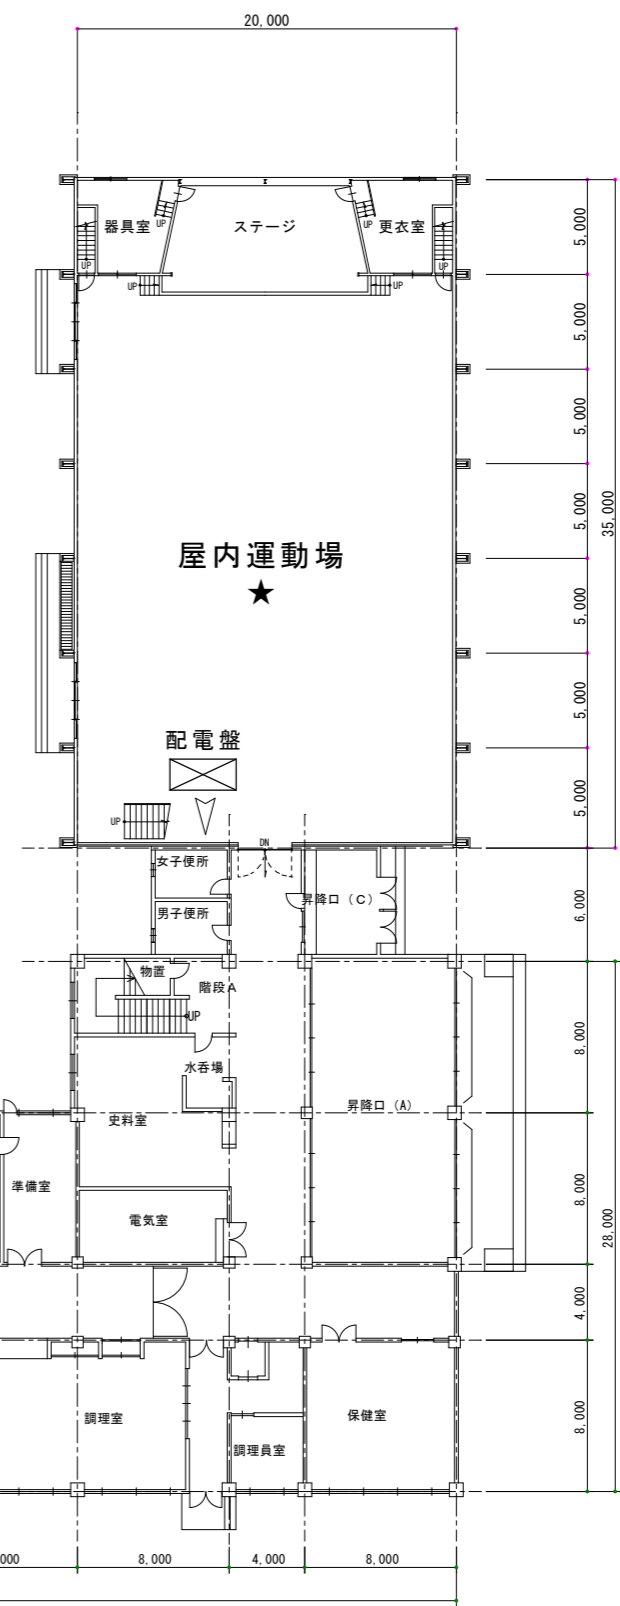 20,000
器具室
UP
ステージ
UP
更衣室
UP
UP
UP
UP
5,000
5,000
5,000
5,000
5,000
5,000
5,000
35,000
屋内運動場
★
配電盤
UP
DN
女子便所
男子便所
昇降口（C）
6,000
物置
階段A
UP
水呑場
史料室
昇降口（A）
準備室
電気室
8,000
8,000
4,000
8,000
28,000
調理室
調理員室
保健室
000
8,000
4,000
8,000